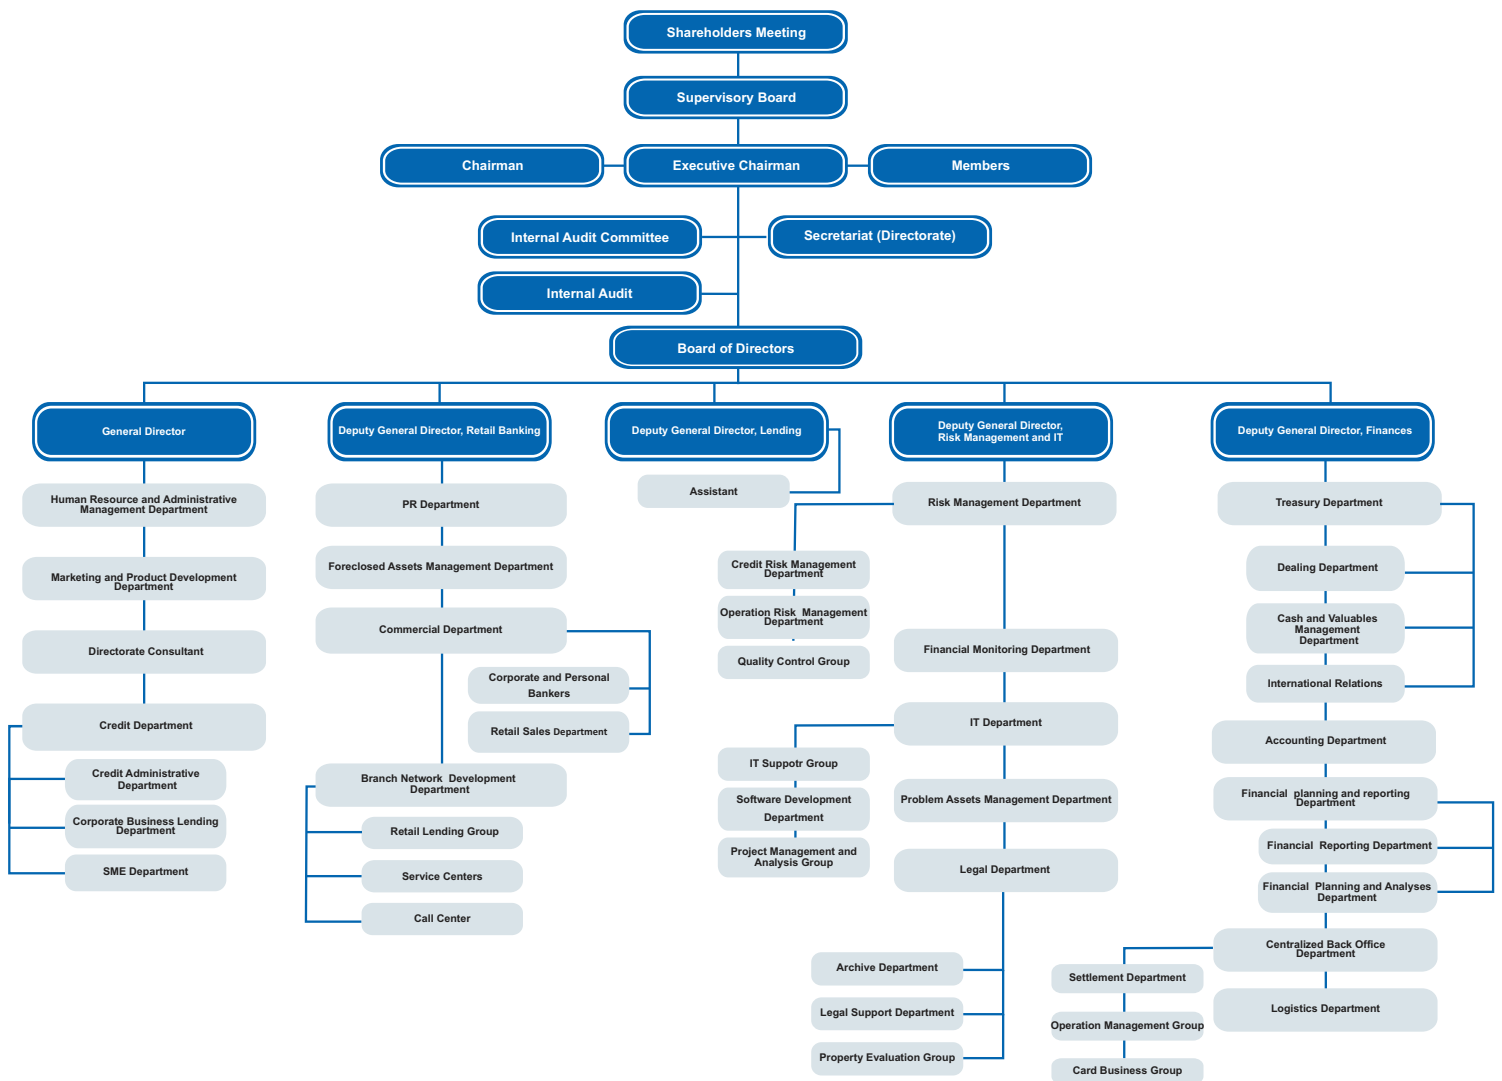 Shareholders Meeting
Supervisory Board
Chairman
Executive Chairman
Members
Internal Audit Committee
Secretariat (Directorate)
Internal Audit
Board of Directors
General Director
Human Resource and Administrative
Management Department
Marketing and Product Development
Department
Directorate Consultant
Credit Department
Credit Administrative
Department
Corporate Business Lending
Department
SME Department
Deputy General Director, Retail Banking
PR Department
Foreclosed Assets Management Department
Commercial Department
Corporate and Personal
Bankers
Retail Sales Department
Branch Network Development
Department
Retail Lending Group
Service Centers
Call Center
Deputy General Director, Lending
Assistant
Deputy General Director,
Risk Management and IT
Risk Management Department
Credit Risk Management
Department
Operation Risk Management
Department
Quality Control Group
Financial Monitoring Department
IT Department
IT Suppotr Group
Software Development
Department
Project Management and
Analysis Group
Problem Assets Management Department
Legal Department
Archive Department
Legal Support Department
Property Evaluation Group
Deputy General Director, Finances
Treasury Department
Dealing Department
Cash and Valuables
Management
Department
International Relations
Accounting Department
Financial planning and reporting
Department
Financial Reporting Department
Financial Planning and Analyses
Department
Centralized Back Office
Department
Settlement Department
Operation Management Group
Card Business Group
Logistics Department